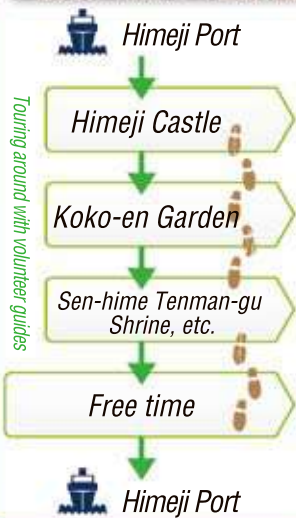 Himeji Port
Touring around with volunteer guides
Himeji Castle
Koko-en Garden
Sen-hime Tenman-gu
Shrine, etc.
Free time
Himeji Port